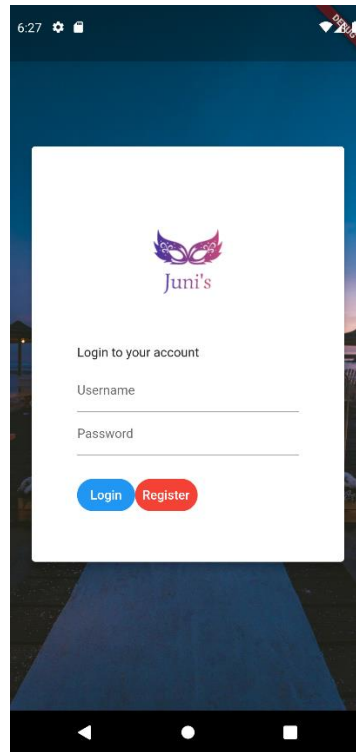 6:27
DEBUG
Juni's
Login to your account
Username
Password
Login Register